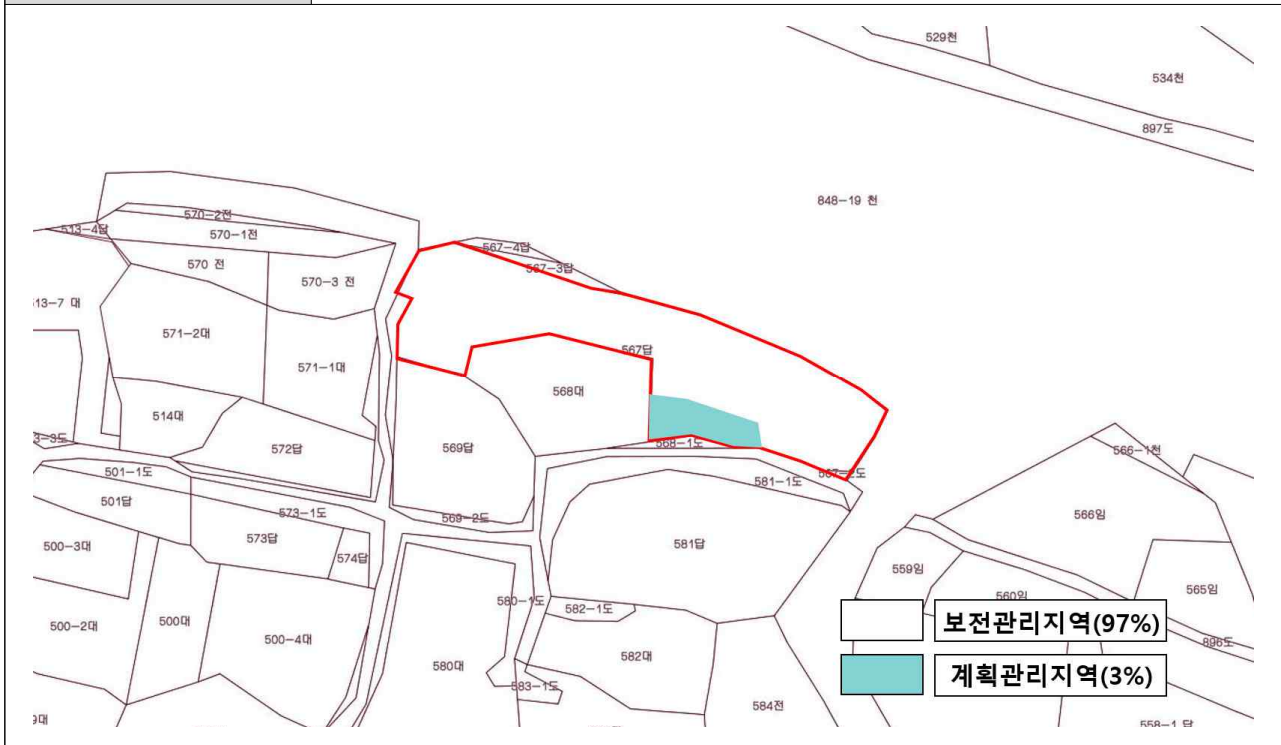 529천
534천
897도
848-19 천
570-2전
513-4답
570-1전
567-4답
567-3답
570 전
570-3 전
13-7 대
571-2대
571-1대
567답
568대
514대
3-3도
572답
569답
568-1도
567-2도
501-1도
581-1도
566-1천
501답
573-1도
569-2도
566임
500-3대
573답
574답
581답
559임
565임
580-1도
582-1도
560임
500-2대
500대
500-4대
보전관리지역(97%)
896도
580대
582대
583-1도
계획관리지역(3%)
584전
9대
558-1 답